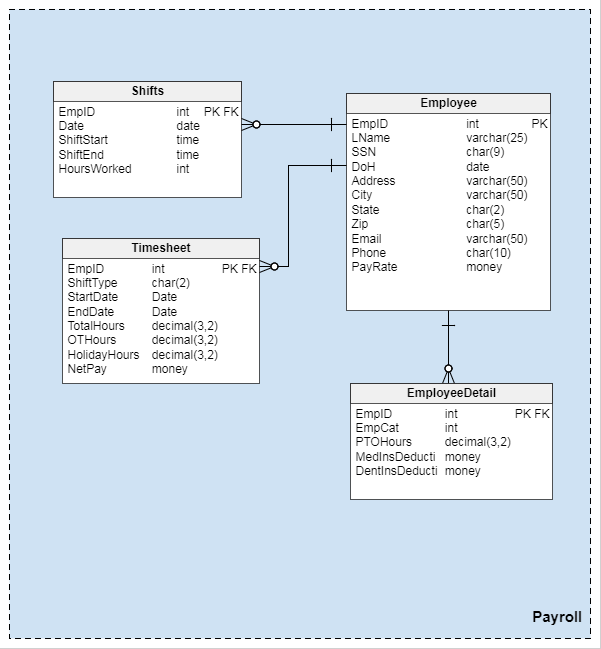 Shifts
EmpID int PK FK
Date date
ShiftStart time
ShiftEnd time
HoursWorked int
Employee
EmpID int PK
LName varchar(25)
SSN char(9)
DoH date
Address varchar(50)
City varchar(50)
State char(2)
Zip char(5)
Email varchar(50)
Phone char(10)
PayRate money
Timesheet
EmpID int PK FK
ShiftType char(2)
StartDate Date
EndDate Date
TotalHours decimal(3,2)
OTHours decimal(3,2)
HolidayHours decimal(3,2)
NetPay money
EmployeeDetail
EmpID int PK FK
EmpCat int
PTOHours decimal(3,2)
MedInsDeducti money
DentInsDeducti money
Payroll